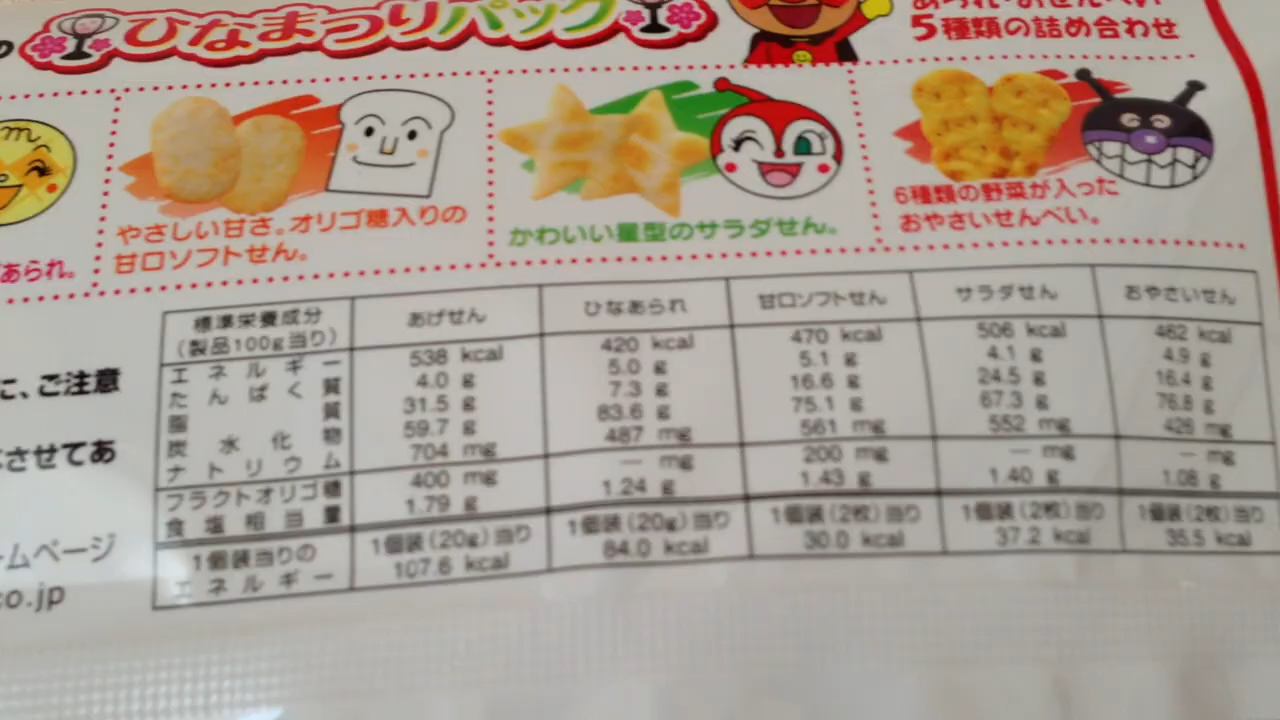 ひなまつりパック
5種類の詰め合わせ
あられ。
やさしい甘さ。オリゴ糖入りの
甘口ソフトせん。
かわいい星型のサラダせん。
6種類の野菜が入った
おやさいせんべい。
に、ご注意
させてあ
ームページ
co.jp
標準栄養成分 あげせん ひなあられ 甘口ソフトせん サラダせん おやさいせん
(製品100g当り)
エネルギー 538 kcal 420 kcal 470 kcal 506 kcal 462 kcal
たんぱく質 4.0 g 5.0 g 5.1 g 4.1 g 4.9 g
脂質 31.5 g 7.3 g 16.6 g 24.5 g 16.4 g
炭水化物 59.7 g 83.6 g 75.1 g 67.3 g 76.8 g
ナトリウム 704 mg 487 mg 561 mg 552 mg 426 mg
フラクトオリゴ糖 400 mg — mg 200 mg — mg — mg
食塩相当量 1.79 g 1.24 g 1.43 g 1.40 g 1.08 g
1個装当りの 1個装(20g)当り 1個装(20g)当り 1個装(2枚)当り 1個装(2枚)当り 1個装(2枚)当り
エネルギー 107.6 kcal 84.0 kcal 30.0 kcal 37.2 kcal 35.5 kcal